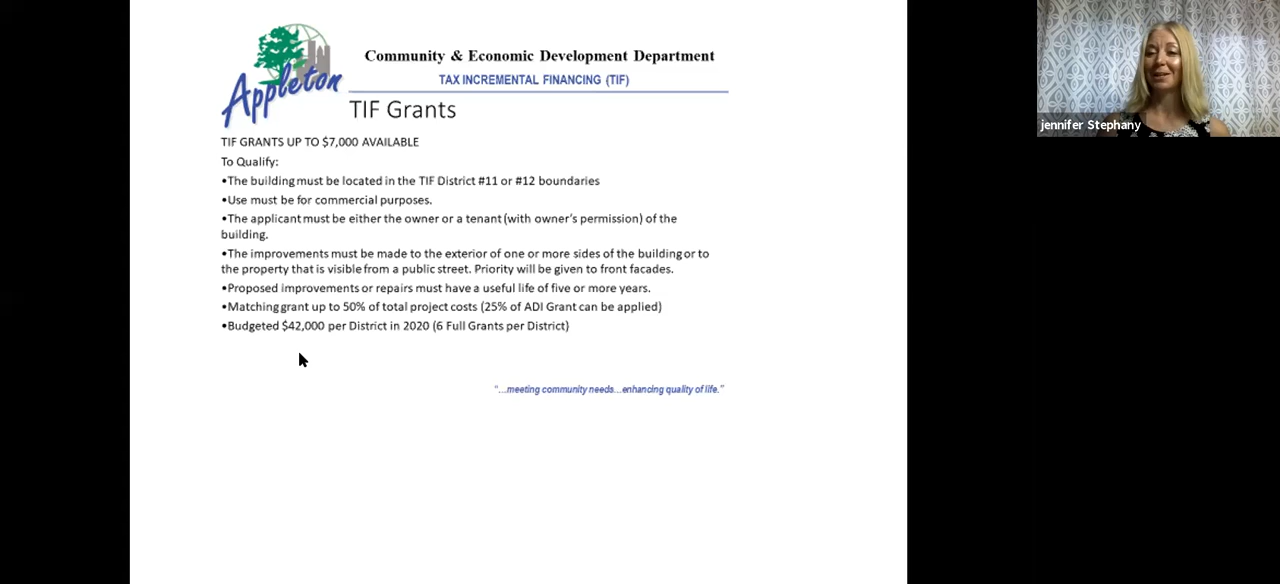 Appleton
Community & Economic Development Department
TAX INCREMENTAL FINANCING (TIF)
TIF Grants
TIF GRANTS UP TO $7,000 AVAILABLE
To Qualify:
•The building must be located in the TIF District #11 or #12 boundaries
•Use must be for commercial purposes.
•The applicant must be either the owner or a tenant (with owner's permission) of the
building.
•The improvements must be made to the exterior of one or more sides of the building or to
the property that is visible from a public street. Priority will be given to front facades.
•Proposed improvements or repairs must have a useful life of five or more years.
•Matching grant up to 50% of total project costs (25% of ADI Grant can be applied)
•Budgeted $42,000 per District in 2020 (6 Full Grants per District)
"...meeting community needs...enhancing quality of life."
jennifer Stephany